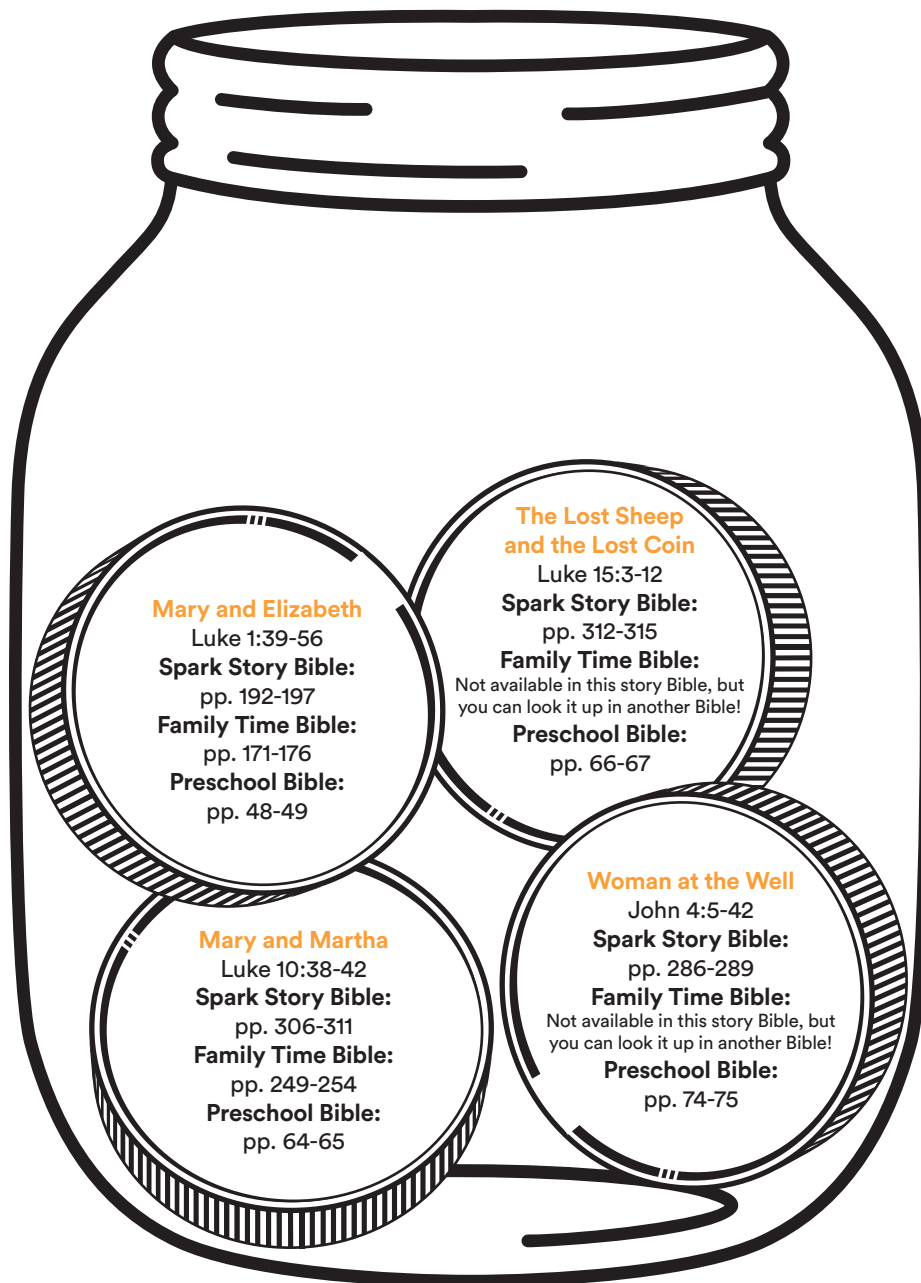 The Lost Sheep
and the Lost Coin
Luke 15:3-12
Spark Story Bible:
pp. 312-315
Family Time Bible:
Not available in this story Bible, but
you can look it up in another Bible!
Preschool Bible:
pp. 66-67
Mary and Elizabeth
Luke 1:39-56
Spark Story Bible:
pp. 192-197
Family Time Bible:
pp. 171-176
Preschool Bible:
pp. 48-49
Woman at the Well
John 4:5-42
Spark Story Bible:
pp. 286-289
Family Time Bible:
Not available in this story Bible, but
you can look it up in another Bible!
Preschool Bible:
pp. 74-75
Mary and Martha
Luke 10:38-42
Spark Story Bible:
pp. 306-311
Family Time Bible:
pp. 249-254
Preschool Bible:
pp. 64-65